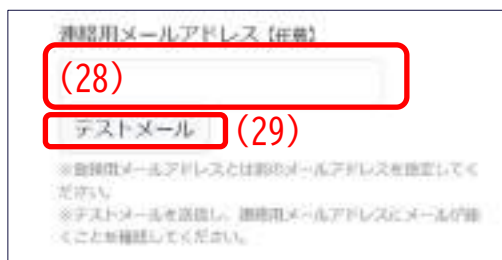 連絡用メールアドレス【任意】
(28)
テストメール (29)
※登録用メールアドレスとは別のメールアドレスを指定してく
ださい。
※テストメールを送信し、連絡用メールアドレスにメールが届
くことを確認してください。